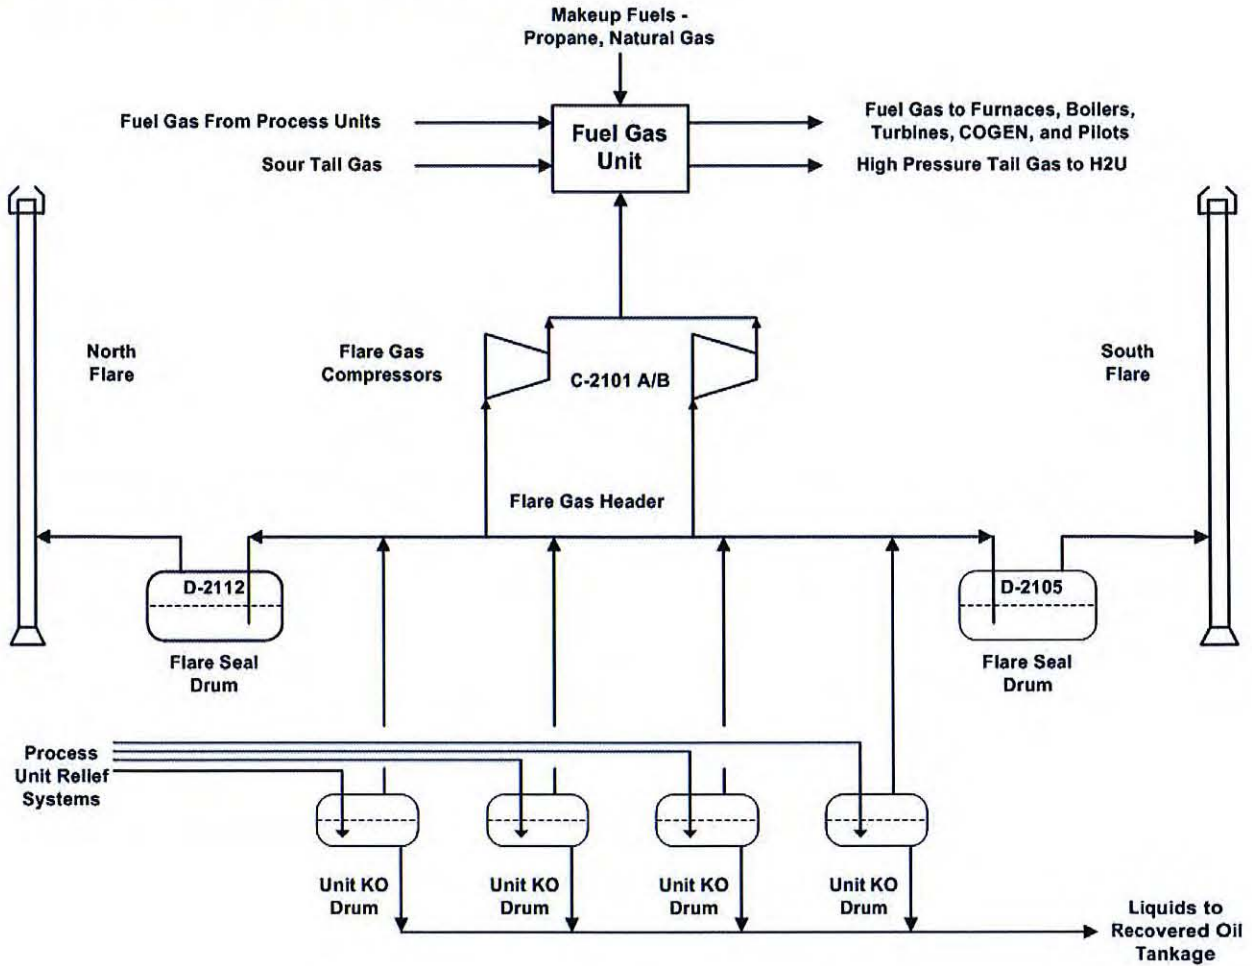 Makeup Fuels -
Propane, Natural Gas
Fuel Gas From Process Units
Sour Tail Gas
Fuel Gas
Unit
Fuel Gas to Furnaces, Boilers,
Turbines, COGEN, and Pilots
High Pressure Tail Gas to H2U
North
Flare
Flare Gas
Compressors
C-2101 A/B
South
Flare
Flare Gas Header
D-2112
Flare Seal
Drum
D-2105
Flare Seal
Drum
Process
Unit Relief
Systems
Unit KO
Drum
Unit KO
Drum
Unit KO
Drum
Unit KO
Drum
Liquids to
Recovered Oil
Tankage